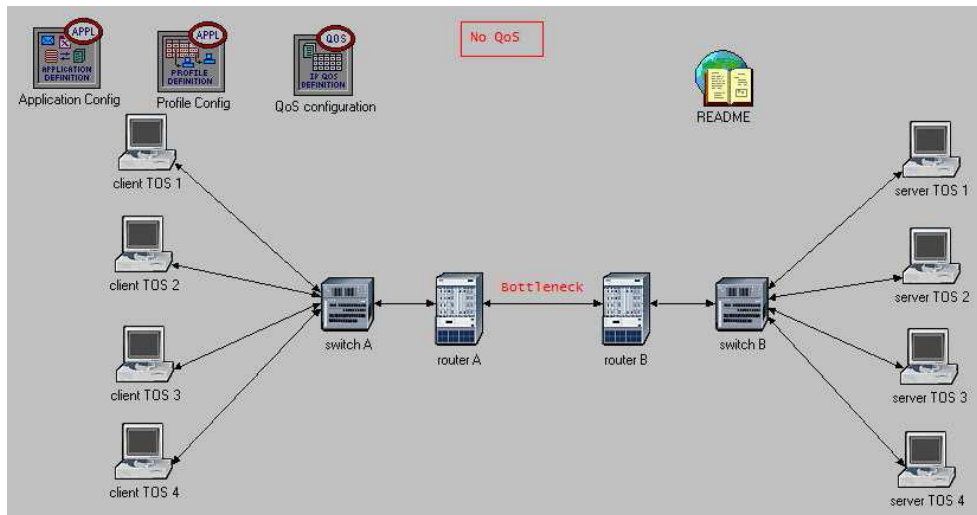 APPL
APPLICATION
DEFINITION
Application Config
APPL
PROFILE
DEFINITION
Profile Config
QOS
IP QOS
DEFINITION
QoS configuration
No QoS
README
client TOS 1
client TOS 2
client TOS 3
client TOS 4
switch A
router A
Bottleneck
router B
switch B
server TOS 1
server TOS 2
server TOS 3
server TOS 4